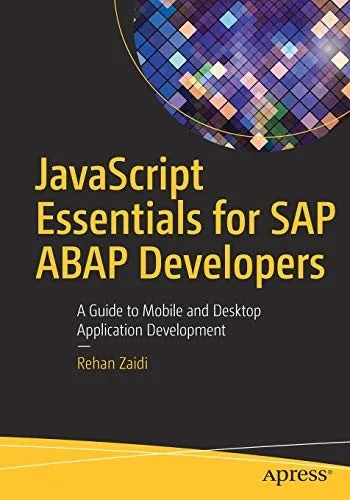 JavaScript
Essentials for SAP
ABAP Developers
A Guide to Mobile and Desktop
Application Development
—
Rehan Zaidi
Apress®